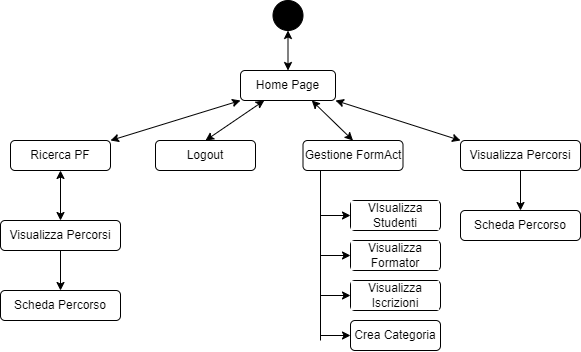 Home Page
Ricerca PF
Logout
Gestione FormAct
Visualizza Percorsi
VIsualizza
Studenti
Scheda Percorso
Visualizza Percorsi
Visualizza
Formator
Visualizza
Iscrizioni
Scheda Percorso
Crea Categoria